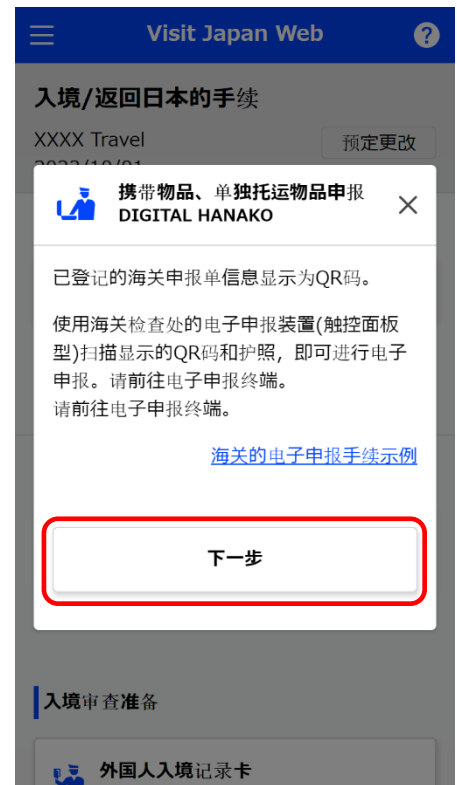 Visit Japan Web
?
入境/返回日本的手续
XXXX Travel
预定更改
携带物品、单独托运物品申报
DIGITAL HANAKO
已登记的海关申报单信息显示为QR码。
使用海关检查处的电子申报装置(触控面板
型)扫描显示的QR码和护照，即可进行电子
申报。请前往电子申报终端。
请前往电子申报终端。
海关的电子申报手续示例
下一步
入境审查准备
外国人入境记录卡